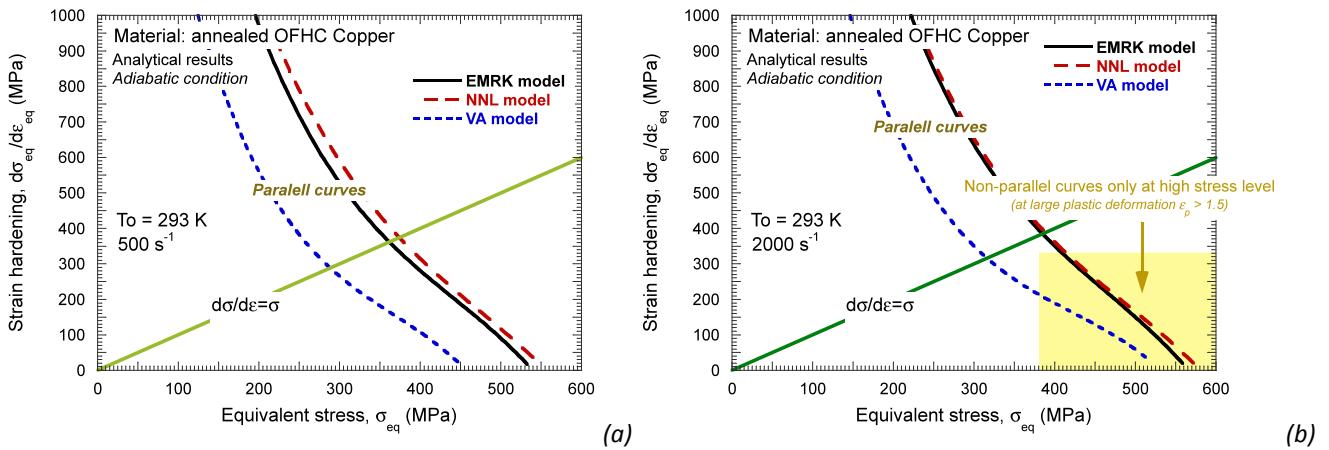 Material: annealed OFHC Copper
Analytical results
Adiabatic condition
EMRK model
NNL model
VA model
Paralell curves
To = 293 K
500 s-1
dσ/dε=σ
Strain hardening, dσeq/dεeq (MPa)
1000
900
800
700
600
500
400
300
200
100
0
0
100
200
300
400
500
600
Equivalent stress, σeq (MPa)
(a)
Material: annealed OFHC Copper
Analytical results
Adiabatic condition
EMRK model
NNL model
VA model
Paralell curves
Non-parallel curves only at high stress level
(at large plastic deformation εp > 1.5)
To = 293 K
2000 s-1
dσ/dε=σ
Strain hardening, dσeq/dεeq (MPa)
1000
900
800
700
600
500
400
300
200
100
0
0
100
200
300
400
500
600
Equivalent stress, σeq (MPa)
(b)